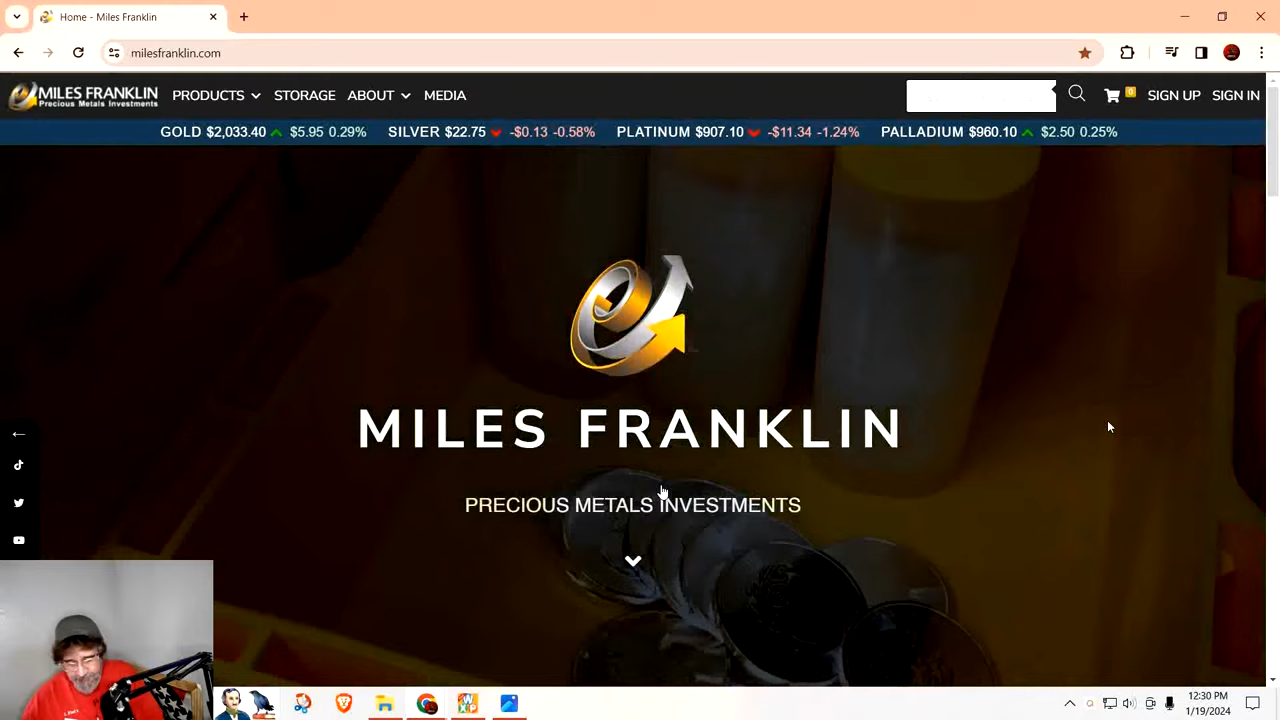 Home - Miles Franklin
milesfranklin.com
MILES FRANKLIN
Precious Metals Investments
PRODUCTS STORAGE ABOUT MEDIA
0
SIGN UP SIGN IN
GOLD $2,033.40 $5.95 0.29% SILVER $22.75 -$0.13 -0.58% PLATINUM $907.10 -$11.34 -1.24% PALLADIUM $960.10 $2.50 0.25%
MILES FRANKLIN
PRECIOUS METALS INVESTMENTS
12:30 PM
1/19/2024